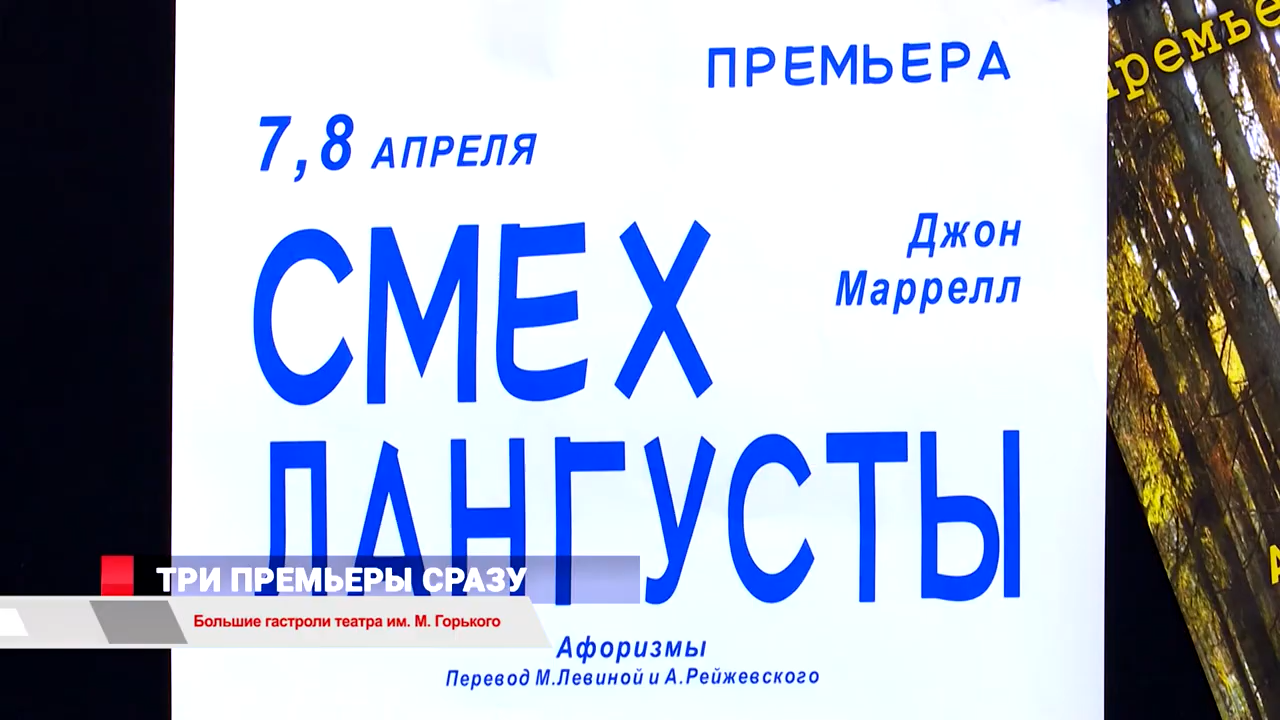 ПРЕМЬЕРА
7,8 АПРЕЛЯ
Джон
Маррелл
СМЕХ
ЛАНГУСТЫ
ТРИ ПРЕМЬЕРЫ СРАЗУ
Большие гастроли театра им. М. Горького
Афоризмы
Перевод М.Левиной и А.Рейжевского